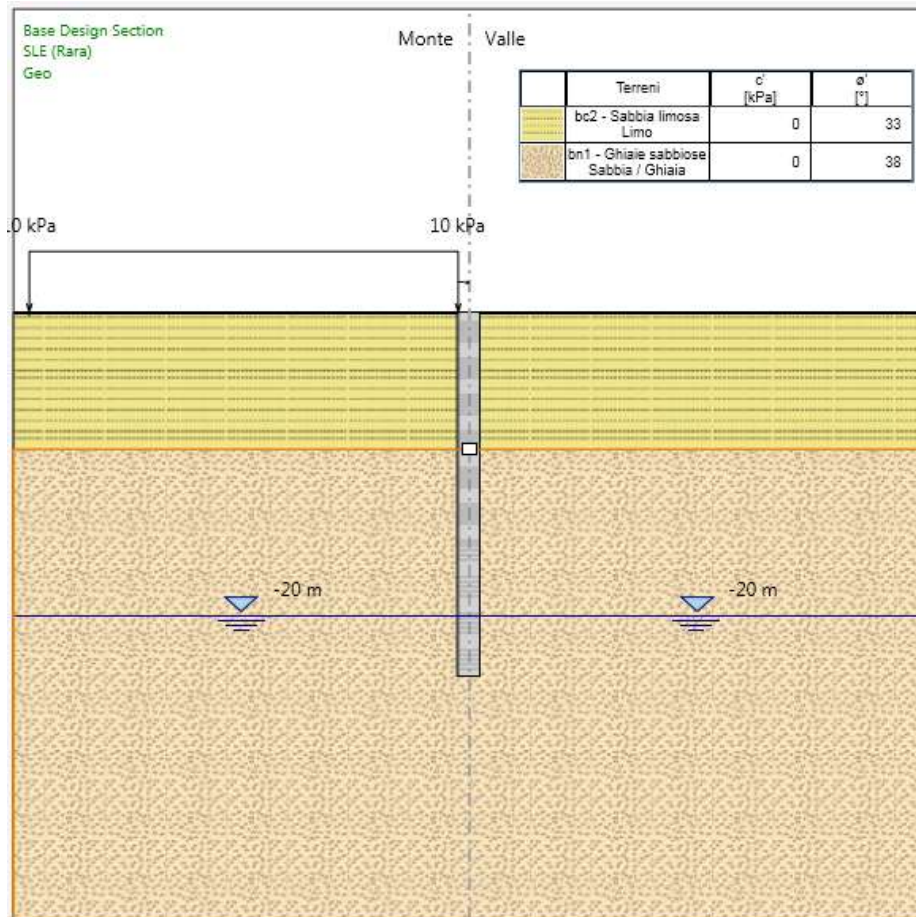 Base Design Section
SLE (Rara)
Geo
Monte Valle
Terreni c' [kPa] ø' [°]
bc2 - Sabbia limosa
Limo 0 33
bn1 - Ghiaie sabbiose
Sabbia / Ghiaia 0 38
0 kPa 10 kPa
-20 m -20 m